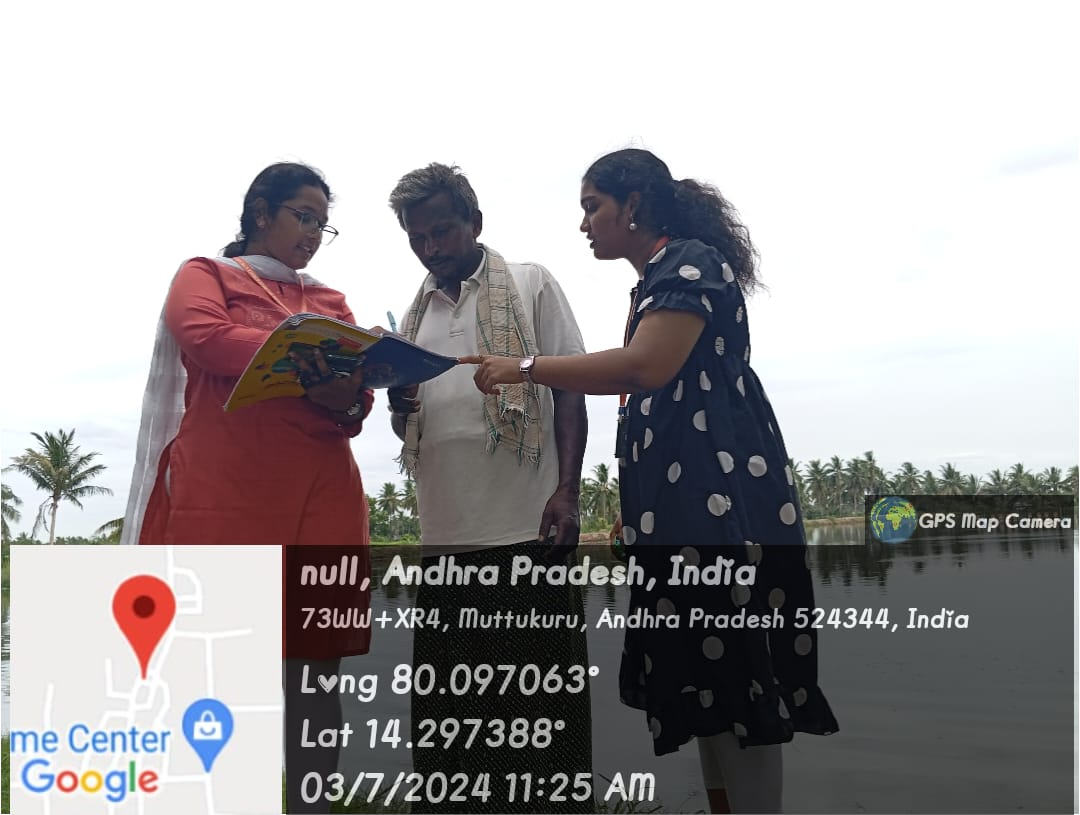 GPS Map Camera
null, Andhra Pradesh, India
73WW+XR4, Muttukuru, Andhra Pradesh 524344, India
L♥ng 80.097063°
Lat 14.297388°
03/7/2024 11:25 AM
me Center
Google